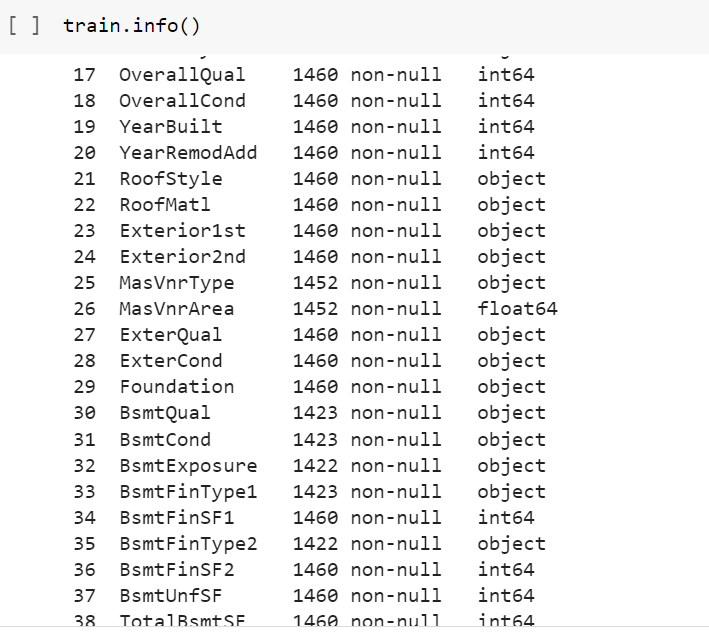 [ ] train.info()
object
17 OverallQual 1460 non-null int64
18 OverallCond 1460 non-null int64
19 YearBuilt 1460 non-null int64
20 YearRemodAdd 1460 non-null int64
21 RoofStyle 1460 non-null object
22 RoofMatl 1460 non-null object
23 Exterior1st 1460 non-null object
24 Exterior2nd 1460 non-null object
25 MasVnrType 1452 non-null object
26 MasVnrArea 1452 non-null float64
27 ExterQual 1460 non-null object
28 ExterCond 1460 non-null object
29 Foundation 1460 non-null object
30 BsmtQual 1423 non-null object
31 BsmtCond 1423 non-null object
32 BsmtExposure 1422 non-null object
33 BsmtFinType1 1423 non-null object
34 BsmtFinSF1 1460 non-null int64
35 BsmtFinType2 1422 non-null object
36 BsmtFinSF2 1460 non-null int64
37 BsmtUnfSF 1460 non-null int64
38 TotalBsmtSF 1460 non-null int64